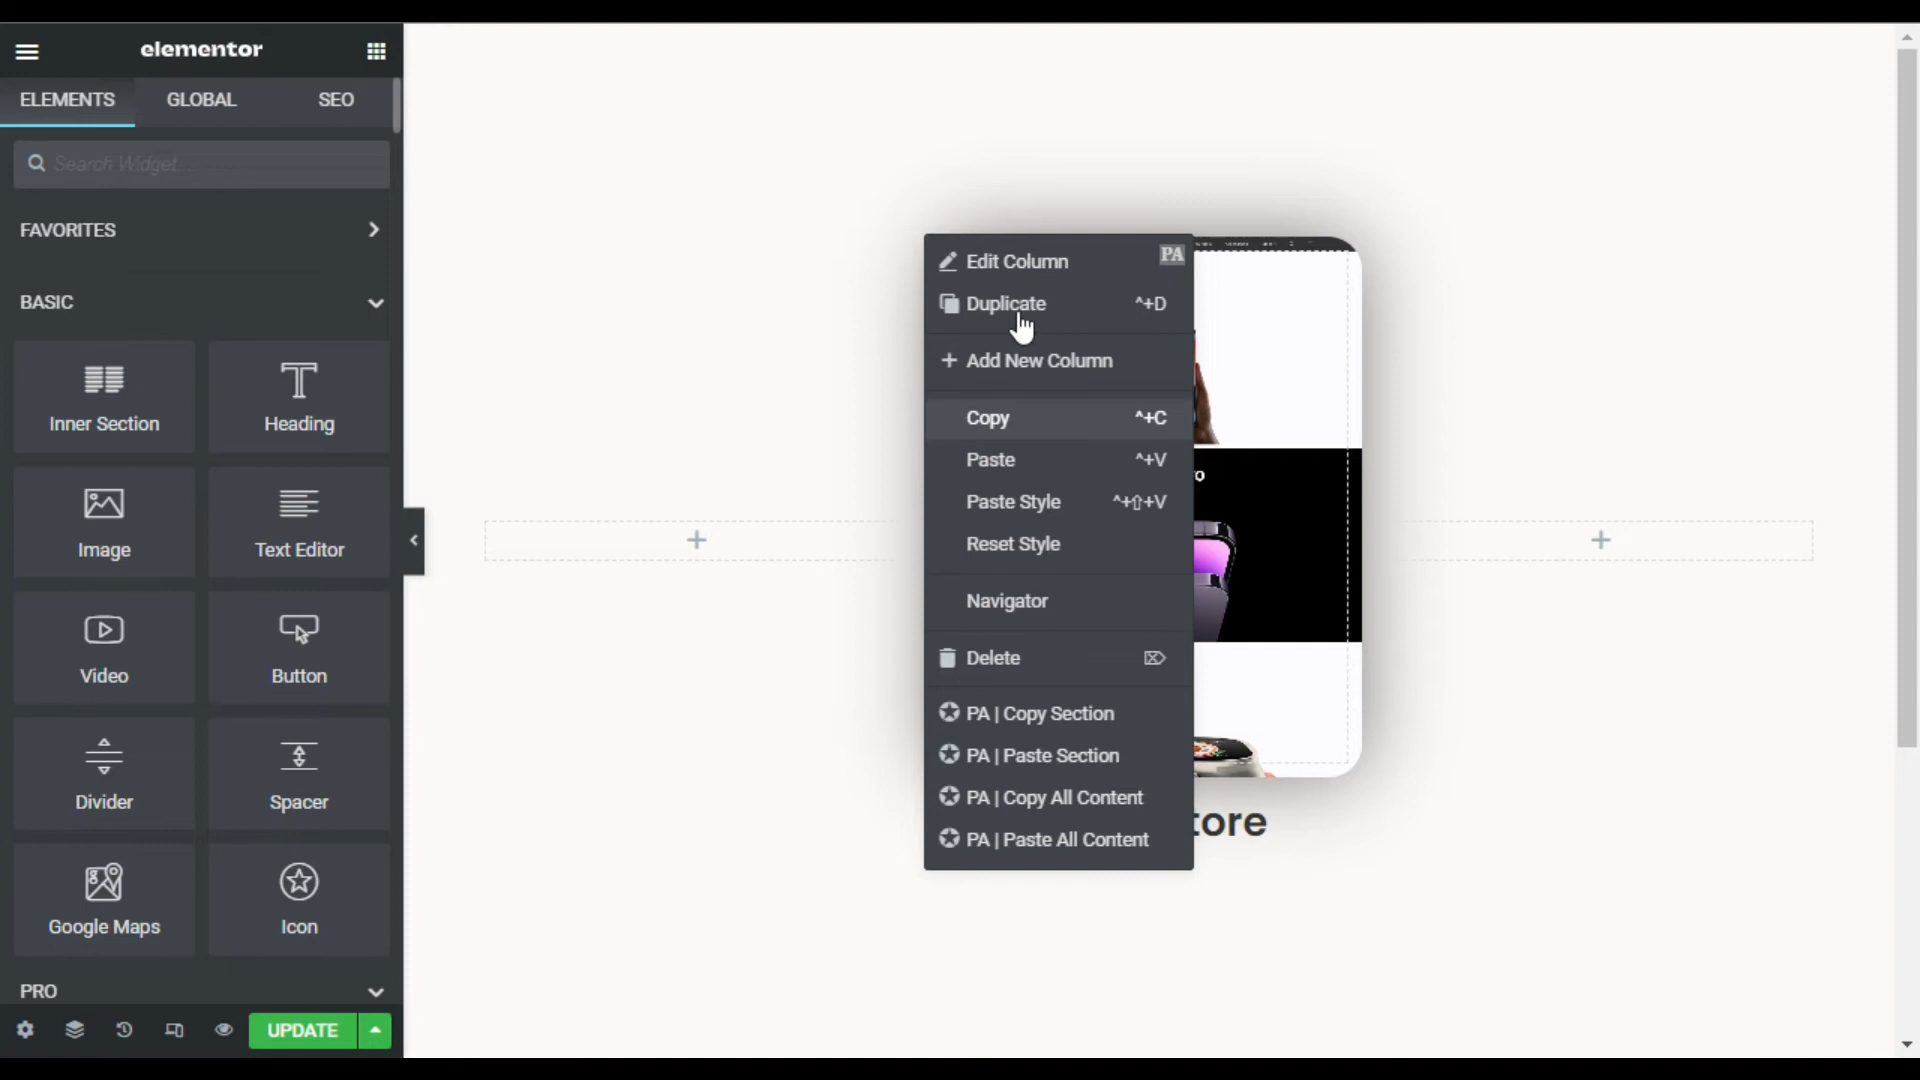 elementor
ELEMENTS GLOBAL SEO
Search Widget...
FAVORITES
BASIC
Inner Section
Heading
Image
Text Editor
Video
Button
Divider
Spacer
Google Maps
Icon
PRO
UPDATE
Edit Column PA
Duplicate ^+D
+ Add New Column
Copy ^+C
Paste ^+V
Paste Style ^+⇧+V
Reset Style
Navigator
Delete ⌦
PA | Copy Section
PA | Paste Section
PA | Copy All Content
PA | Paste All Content
ro
tore